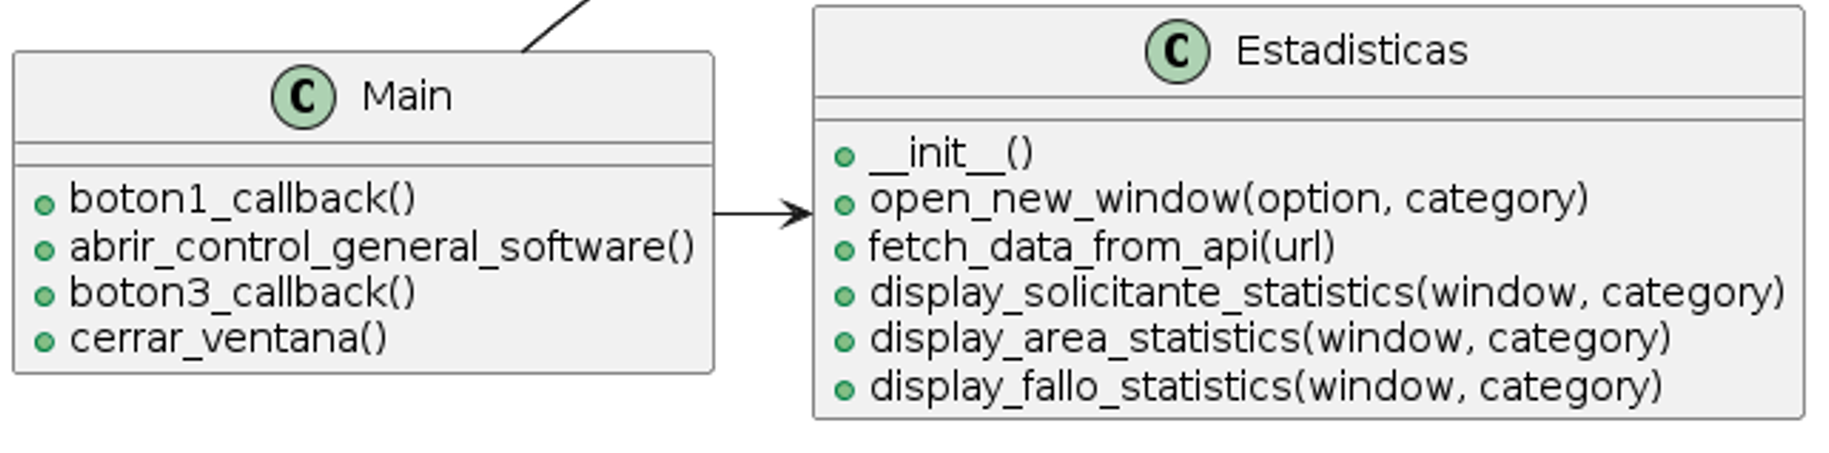 C Main
boton1_callback()
abrir_control_general_software()
boton3_callback()
cerrar_ventana()
C Estadisticas
__init__()
open_new_window(option, category)
fetch_data_from_api(url)
display_solicitante_statistics(window, category)
display_area_statistics(window, category)
display_fallo_statistics(window, category)